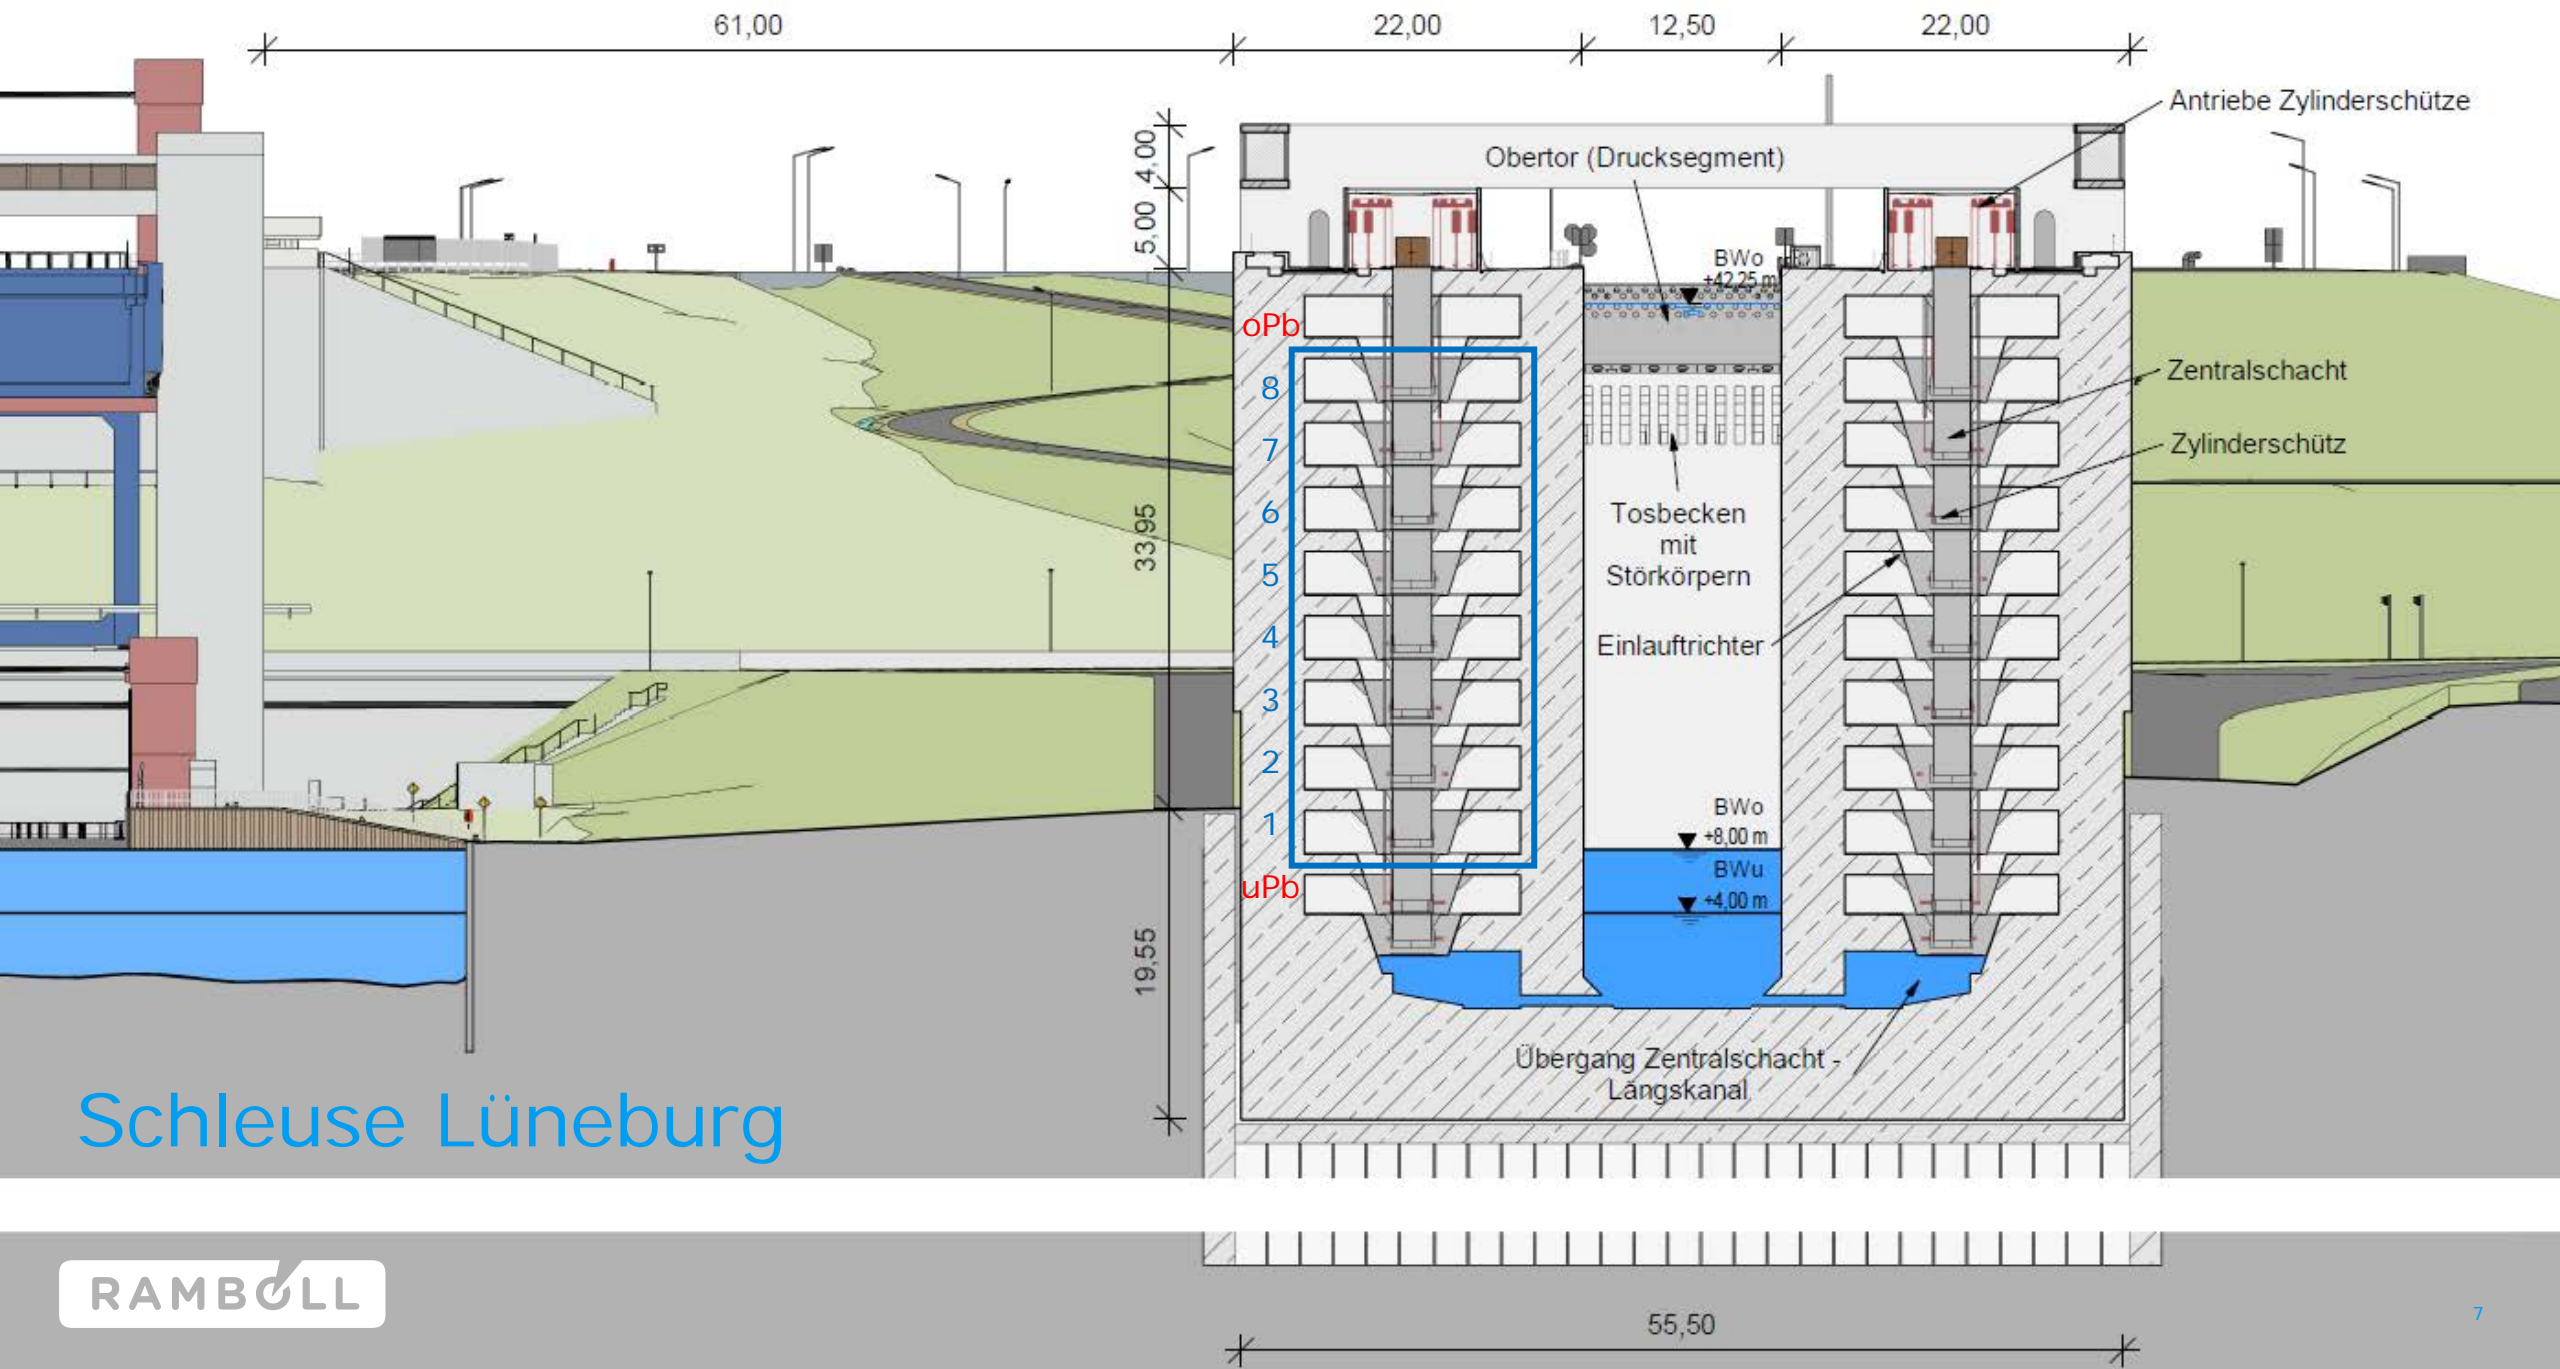 61,00
22,00
12,50
22,00
Antriebe Zylinderschütze
4,00
Obertor (Drucksegment)
5,00
BWo
+42,25 m
oPb
8
Zentralschacht
7
Zylinderschütz
6
Tosbecken
mit
Störkörpern
33,95
5
4
Einlauftrichter
3
2
1
BWo
+8,00 m
BWu
+4,00 m
uPb
19,55
Übergang Zentralschacht -
Längskanal
Schleuse Lüneburg
RAMBOLL
7
55,50